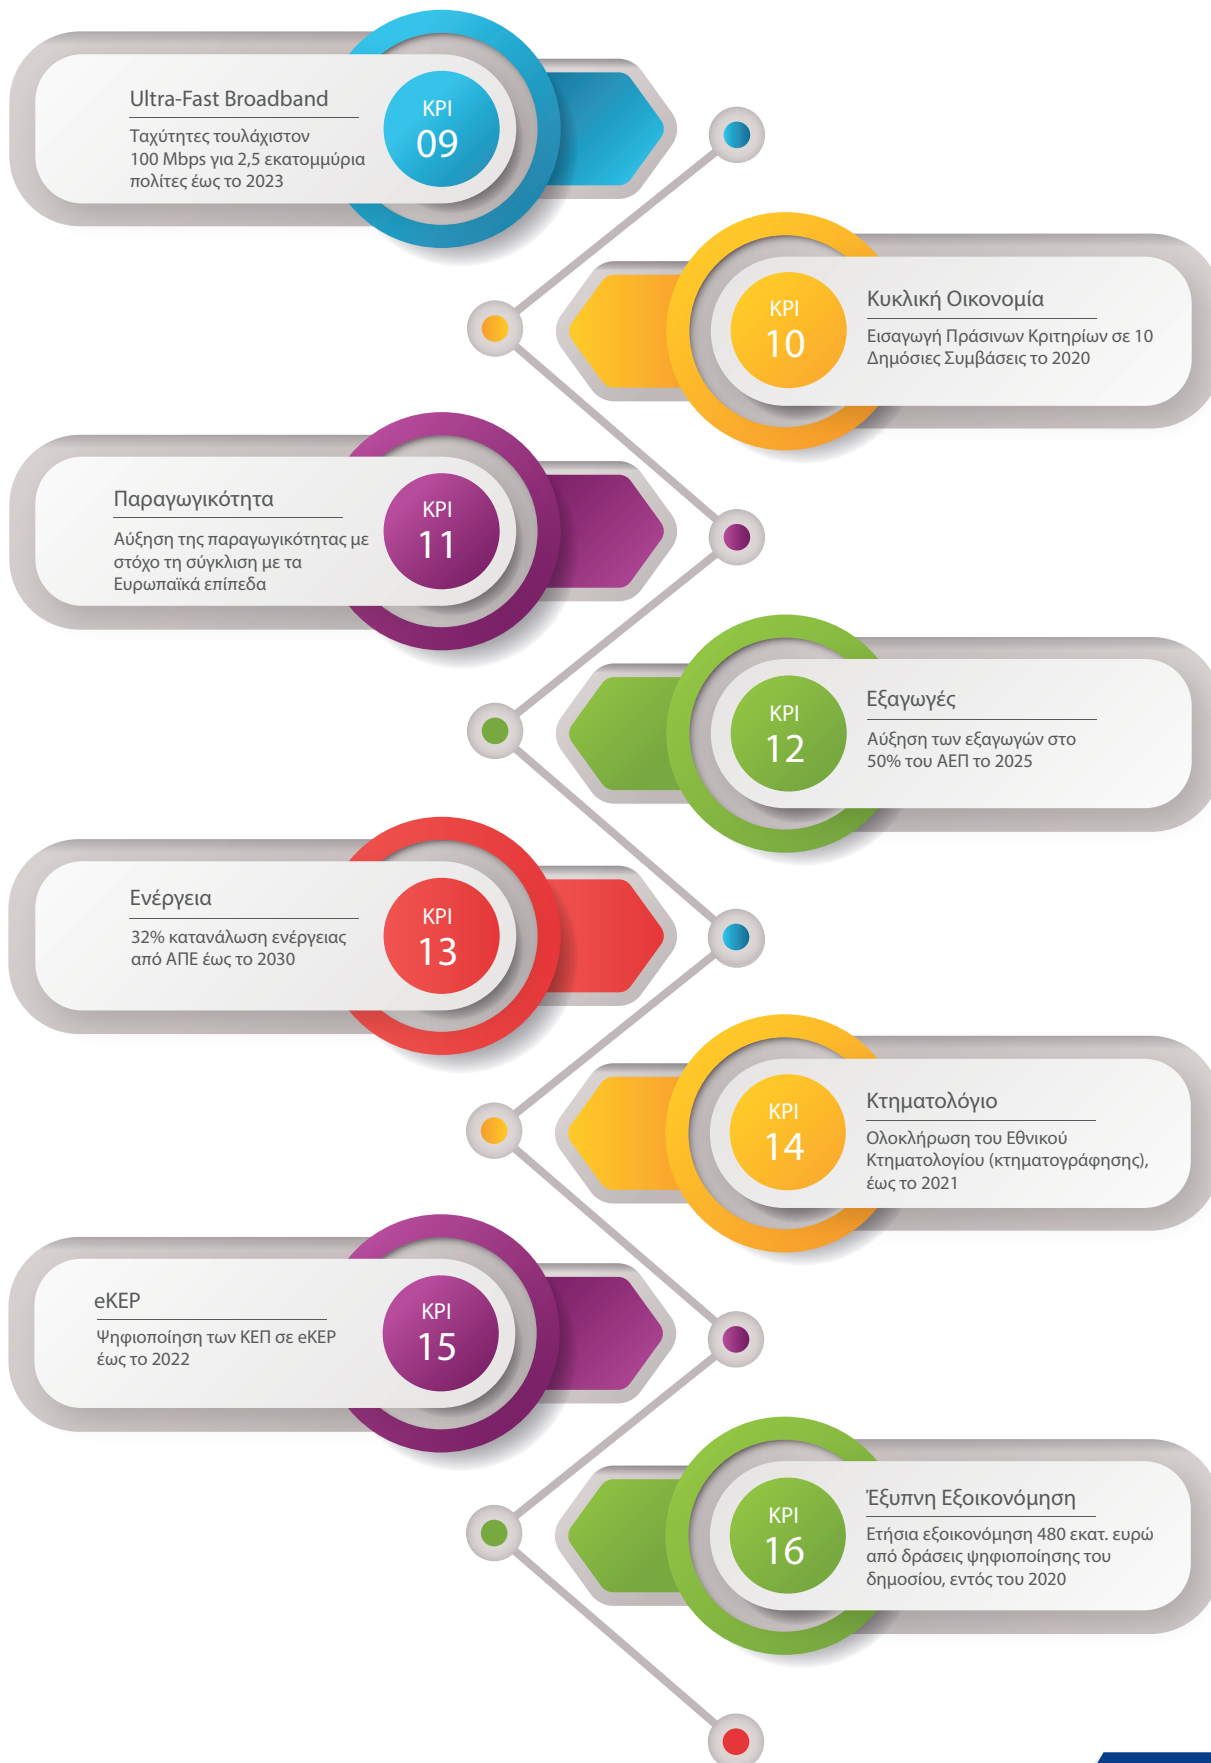 Ultra-Fast Broadband
Ταχύτητες τουλάχιστον
100 Mbps για 2,5 εκατομμύρια
πολίτες έως το 2023
KPI
09
KPI
10
Κυκλική Οικονομία
Εισαγωγή Πράσινων Κριτηρίων σε 10
Δημόσιες Συμβάσεις το 2020
Παραγωγικότητα
Αύξηση της παραγωγικότητας με
στόχο τη σύγκλιση με τα
Ευρωπαϊκά επίπεδα
KPI
11
KPI
12
Εξαγωγές
Αύξηση των εξαγωγών στο
50% του ΑΕΠ το 2025
Ενέργεια
32% κατανάλωση ενέργειας
από ΑΠΕ έως το 2030
KPI
13
KPI
14
Κτηματολόγιο
Ολοκλήρωση του Εθνικού
Κτηματολογίου (κτηματογράφησης),
έως το 2021
eΚΕΡ
Ψηφιοποίηση των ΚΕΠ σε eΚΕΡ
έως το 2022
KPI
15
KPI
16
Έξυπνη Εξοικονόμηση
Ετήσια εξοικονόμηση 480 εκατ. ευρώ
από δράσεις ψηφιοποίησης του
δημοσίου, εντός του 2020